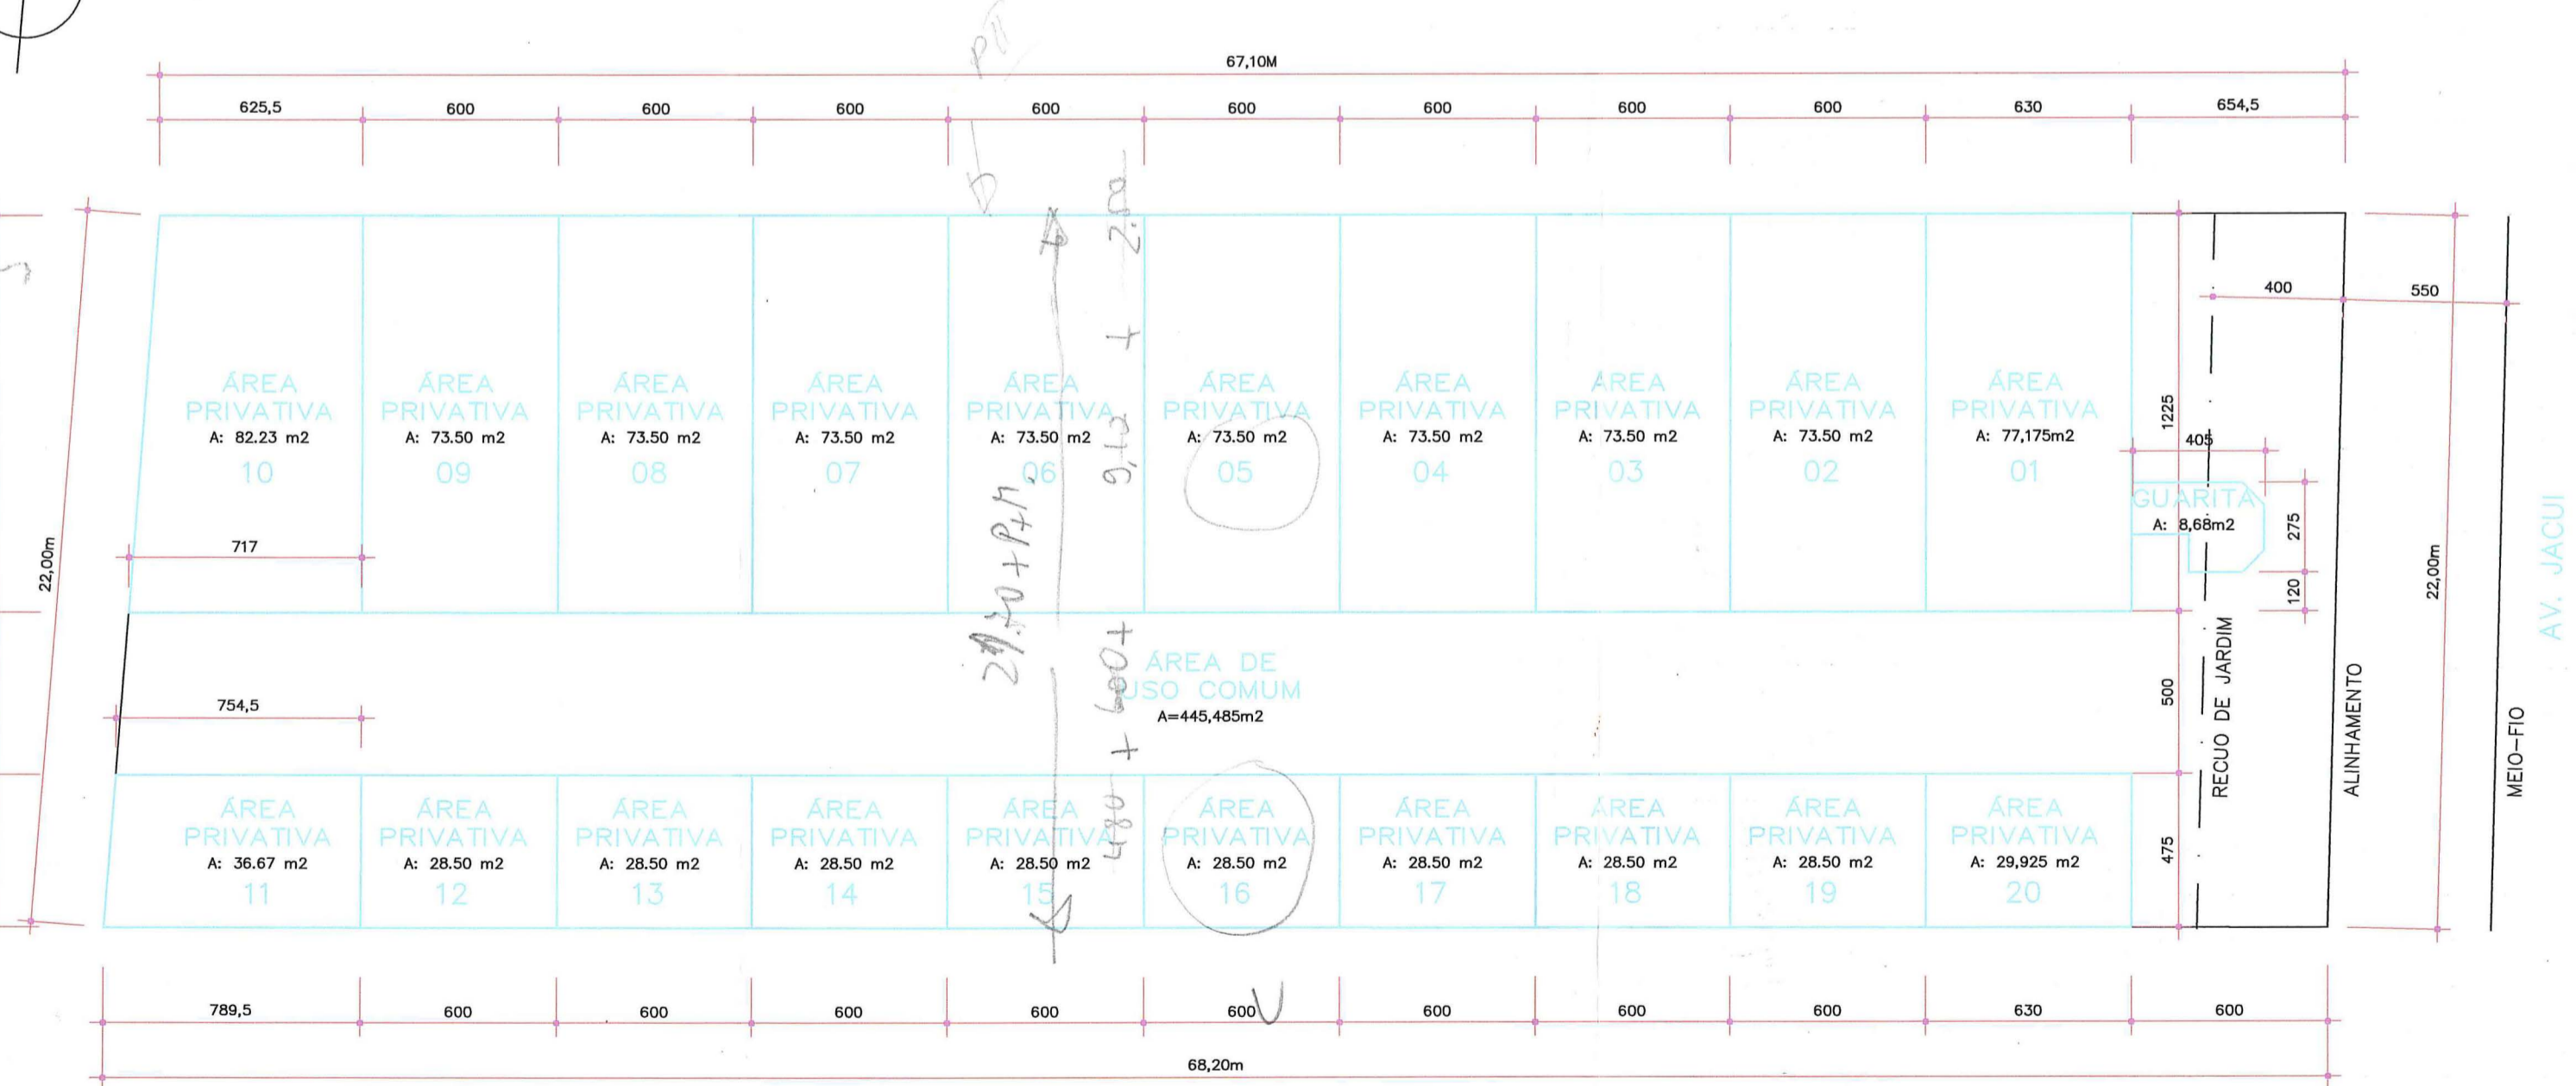 67,10M
625,5 600 600 600 600 600 600 600 600 630 654,5
400 550
ÁREA PRIVATIVA A: 82.23 m2 10
ÁREA PRIVATIVA A: 73.50 m2 09
ÁREA PRIVATIVA A: 73.50 m2 08
ÁREA PRIVATIVA A: 73.50 m2 07
ÁREA PRIVATIVA A: 73.50 m2 06
ÁREA PRIVATIVA A: 73.50 m2 05
ÁREA PRIVATIVA A: 73.50 m2 04
ÁREA PRIVATIVA A: 73.50 m2 03
ÁREA PRIVATIVA A: 73.50 m2 02
ÁREA PRIVATIVA A: 77,175m2 01
1225
405
GUARITA
A: 8,68m2
275
120
717
22,00m
22,00m
AV. JACUI
480 + 600 + 9,12 + 2.80
ÁREA DE
USO COMUM
A=445,485m2
754,5
500
475
RECUO DE JARDIM
ALINHAMENTO
MEIO-FIO
ÁREA PRIVATIVA A: 36.67 m2 11
ÁREA PRIVATIVA A: 28.50 m2 12
ÁREA PRIVATIVA A: 28.50 m2 13
ÁREA PRIVATIVA A: 28.50 m2 14
ÁREA PRIVATIVA A: 28.50 m2 15
ÁREA PRIVATIVA A: 28.50 m2 16
ÁREA PRIVATIVA A: 28.50 m2 17
ÁREA PRIVATIVA A: 28.50 m2 18
ÁREA PRIVATIVA A: 28.50 m2 19
ÁREA PRIVATIVA A: 29,925 m2 20
789,5 600 600 600 600 600 600 600 600 630 600
68,20m